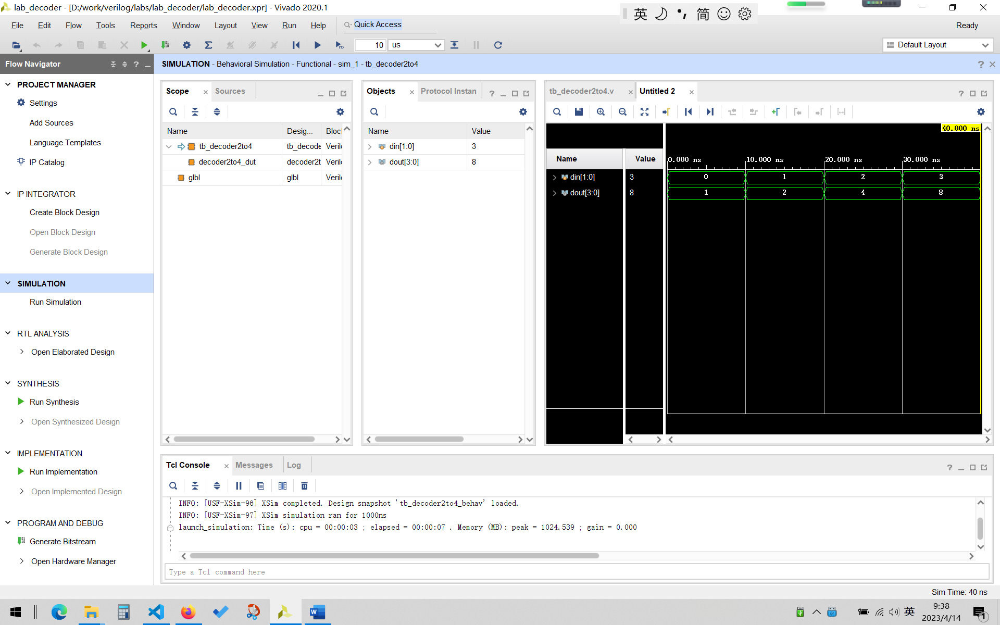 lab_decoder - [D:/work/verilog/labs/lab_decoder/lab_decoder.xpr] - Vivado 2020.1
英 简
File Edit Flow Tools Reports Window Layout View Run Help Quick Access
Ready
10 us
Default Layout
Flow Navigator
SIMULATION - Behavioral Simulation - Functional - sim_1 - tb_decoder2to4
PROJECT MANAGER
Settings
Add Sources
Language Templates
IP Catalog
IP INTEGRATOR
Create Block Design
Open Block Design
Generate Block Design
SIMULATION
Run Simulation
RTL ANALYSIS
Open Elaborated Design
SYNTHESIS
Run Synthesis
Open Synthesized Design
IMPLEMENTATION
Run Implementation
Open Implemented Design
PROGRAM AND DEBUG
Generate Bitstream
Open Hardware Manager
Scope Sources
Name Desig... Bloc
tb_decoder2to4 tb_decode Veril
decoder2to4_dut decoder2t Veril
glbl glbl Veril
Objects Protocol Instan
Name Value
din[1:0] 3
dout[3:0] 8
tb_decoder2to4.v Untitled 2
40.000 ns
Name Value
0.000 ns 10.000 ns 20.000 ns 30.000 ns
din[1:0] 3 0 1 2 3
dout[3:0] 8 1 2 4 8
Tcl Console Messages Log
INFO: [USF-XSim-96] XSim completed. Design snapshot 'tb_decoder2to4_behav' loaded.
INFO: [USF-XSim-97] XSim simulation ran for 1000ns
launch_simulation: Time (s): cpu = 00:00:03 ; elapsed = 00:00:07 . Memory (MB): peak = 1024.539 ; gain = 0.000
Type a Tcl command here
Sim Time: 40 ns
英
9:38
2023/4/14
1